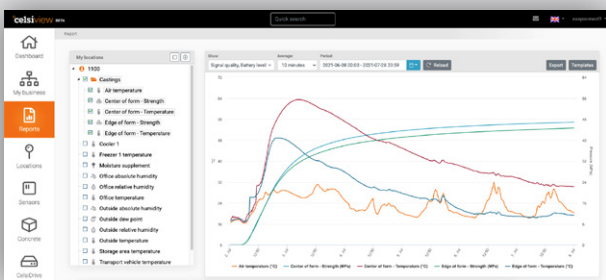 celsiview BETA
Quick search
Report
Dashboard
My business
Reports
Locations
Sensors
Concrete
CelsiDrive
My locations
1100
Castings
Air temperature
Center of form - Strength
Center of form - Temperature
Edge of form - Strength
Edge of form - Temperature
Cooler 1
Freezer 1 temperature
Moisture supplement
Office absolute humidity
Office relative humidity
Office temperature
Outside absolute humidity
Outside dew point
Outside relative humidity
Outside temperature
Storage area temperature
Transport vehicle temperature
Show
Average
Period
Signal quality, Battery level
10 minutes
Reload
Export
Templates
°C
Pressure (MPa)
Air temperature (°C)
Center of form - Strength (MPa)
Center of form - Temperature (°C)
Edge of form - Strength (MPa)
Edge of form - Temperature (°C)